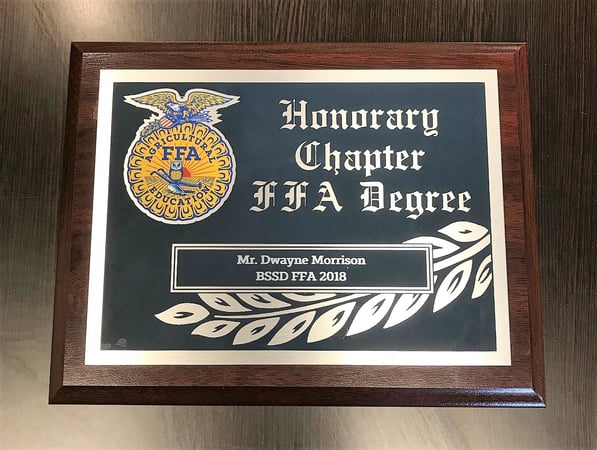 AGRICULTURAL
FFA
EDUCATION
Honorary
Chapter
FFA Degree
Mr. Dwayne Morrison
BSSD FFA 2018